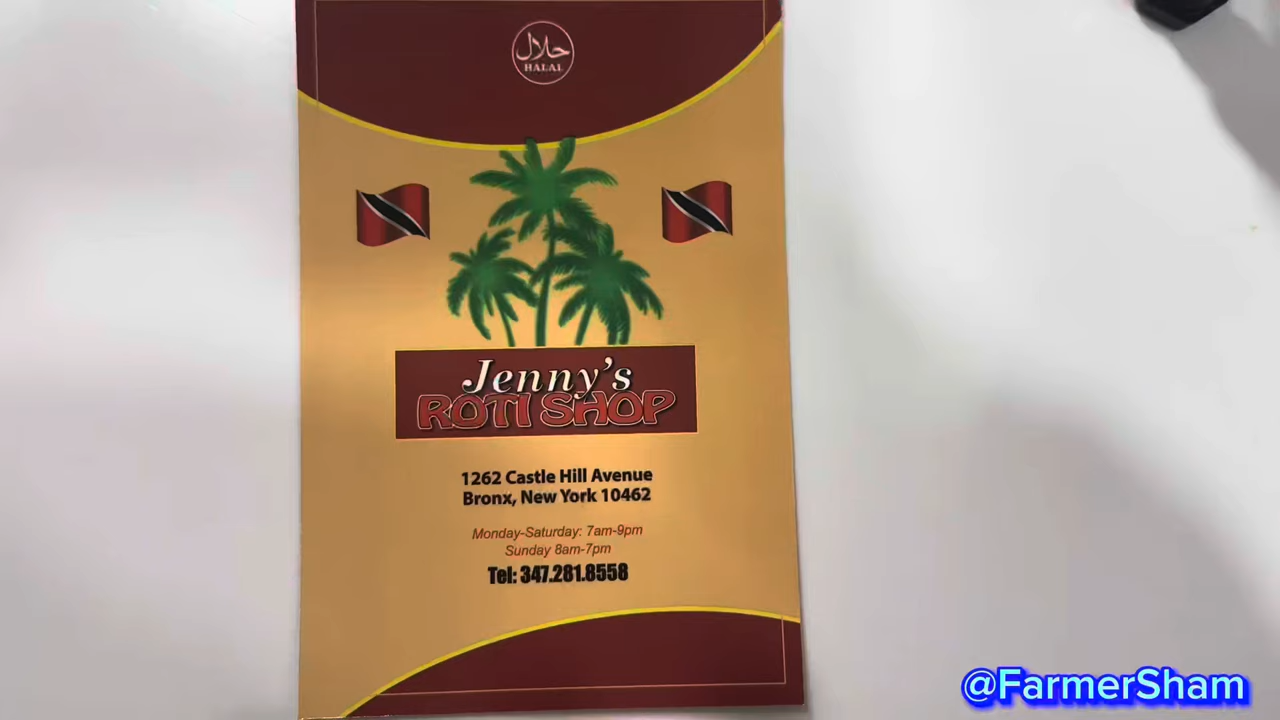 حلال
HALAL
Jenny's
ROTI SHOP
1262 Castle Hill Avenue
Bronx, New York 10462
Monday-Saturday: 7am-9pm
Sunday 8am-7pm
Tel: 347.281.8558
@FarmerSham